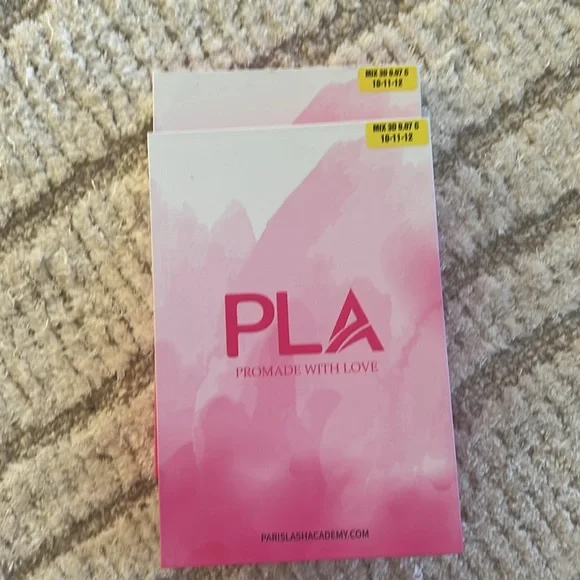 MIX 3D 0.07 C
10-11-12
MIX 3D 0.07 C
10-11-12
PLA
PROMADE WITH LOVE
PARISLASHACADEMY.COM